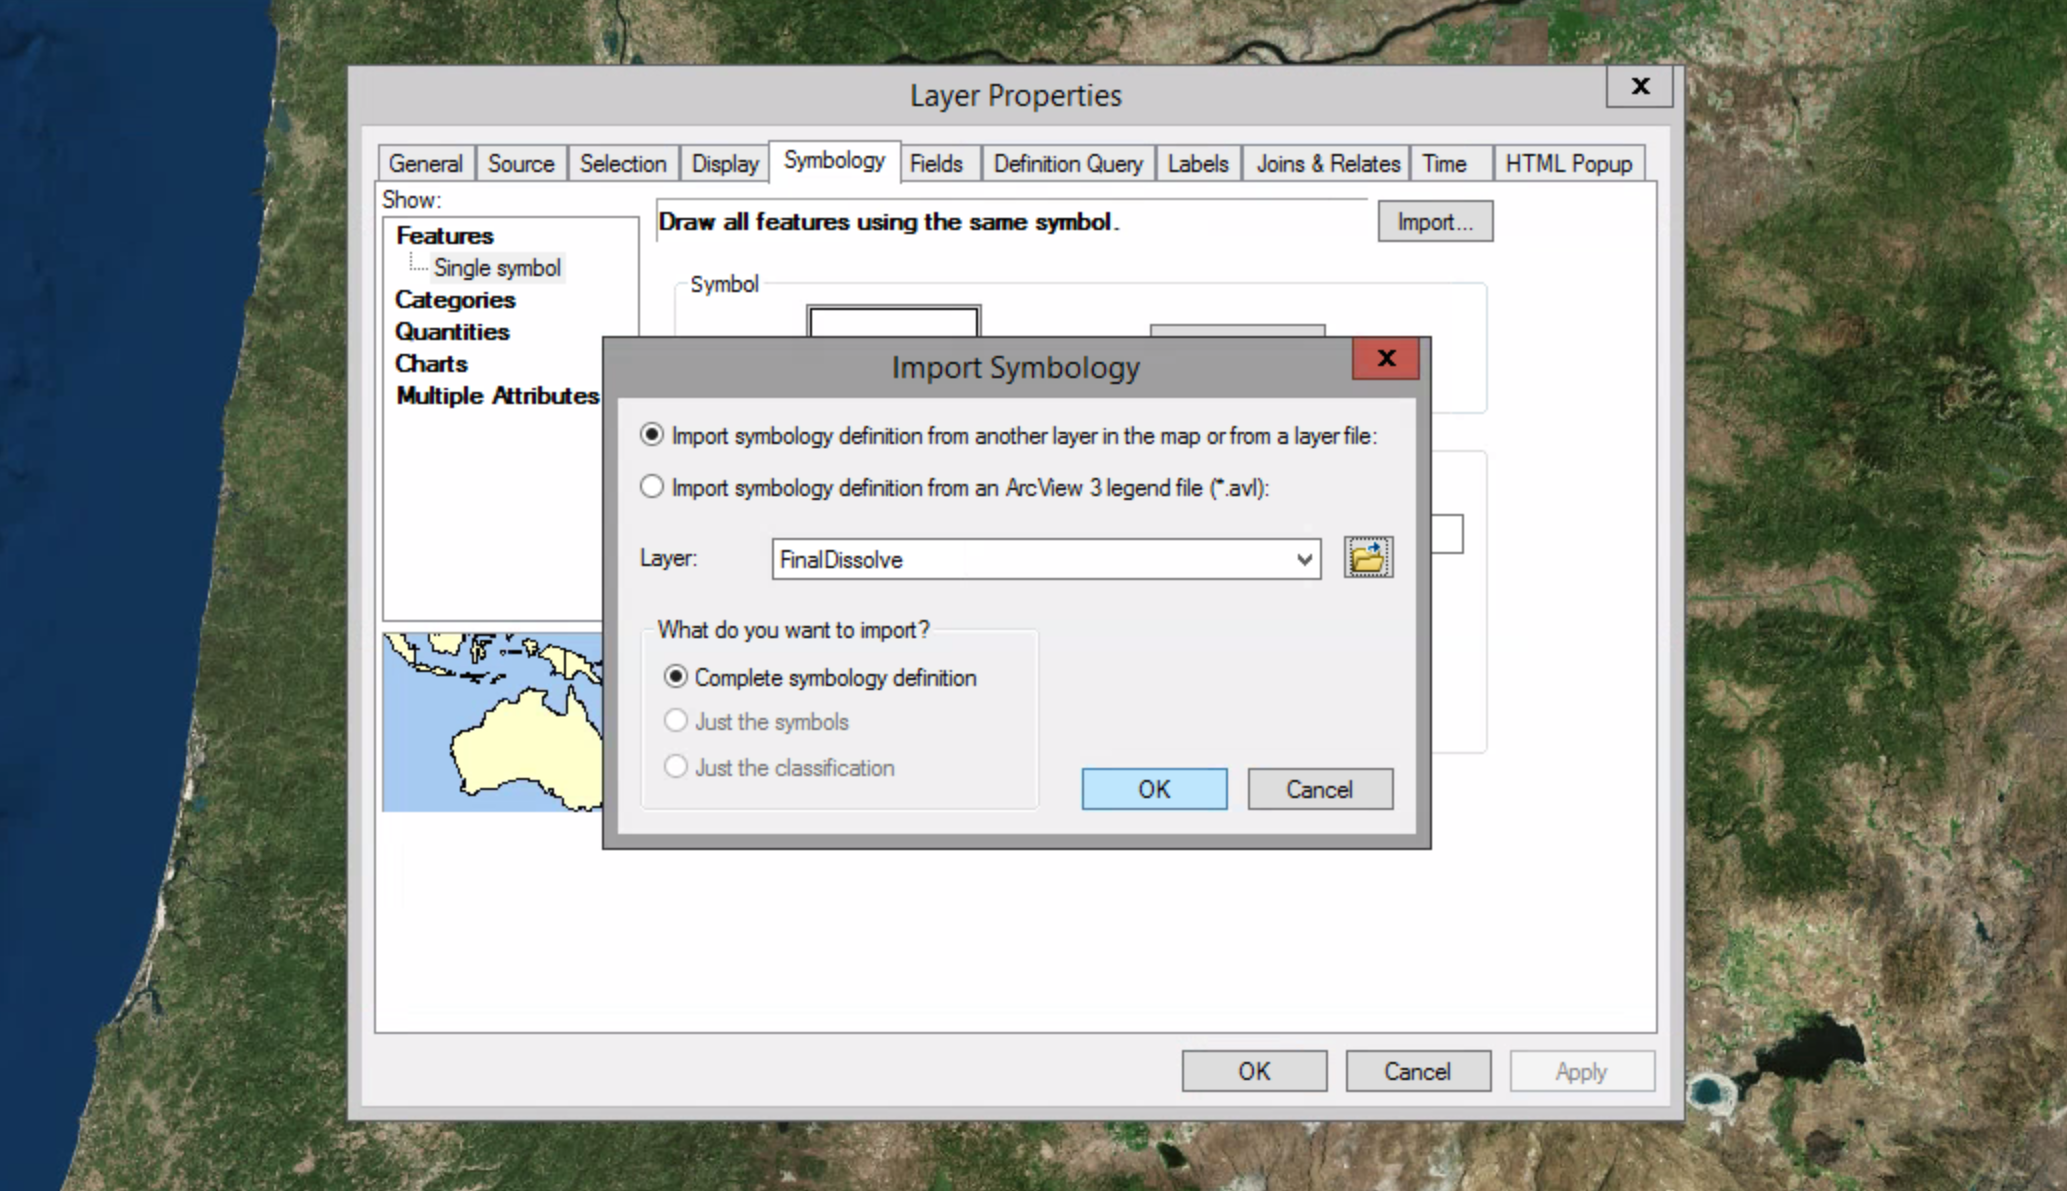 Layer Properties
X
General Source Selection Display Symbology Fields Definition Query Labels Joins & Relates Time HTML Popup
Show:
Draw all features using the same symbol.
Import...
Features
Single symbol
Categories
Quantities
Charts
Multiple Attributes
Symbol
Import Symbology
X
Import symbology definition from another layer in the map or from a layer file:
Import symbology definition from an ArcView 3 legend file (*.avl):
Layer:
FinalDissolve
What do you want to import?
Complete symbology definition
Just the symbols
Just the classification
OK Cancel
OK Cancel Apply